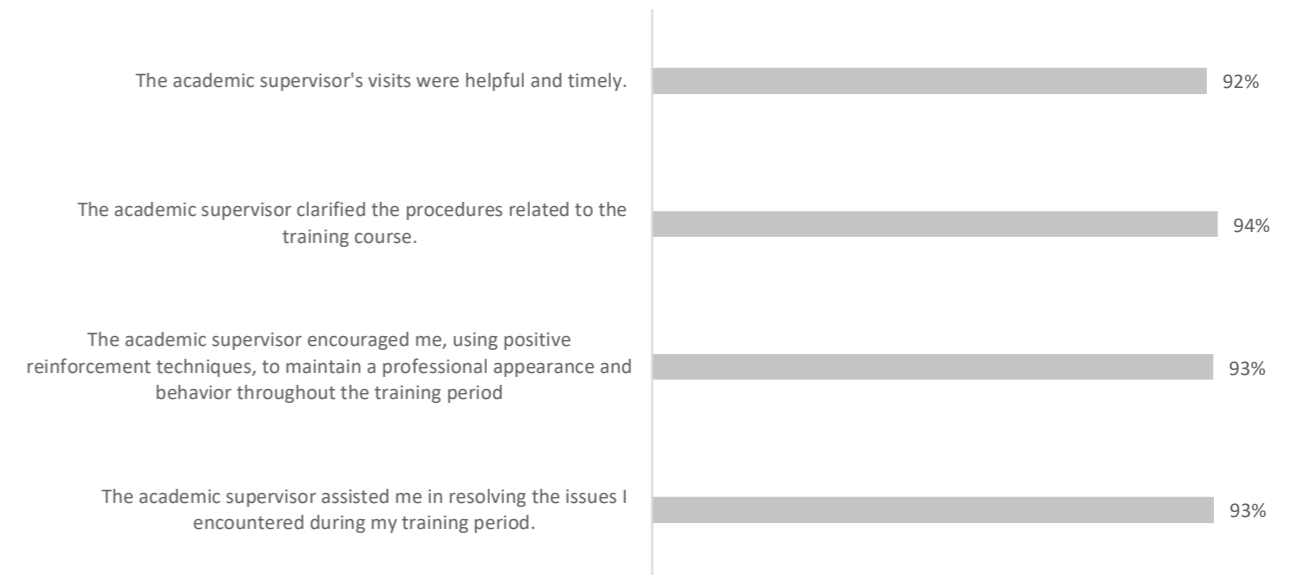 The academic supervisor's visits were helpful and timely.
92%
The academic supervisor clarified the procedures related to the
training course.
94%
The academic supervisor encouraged me, using positive
reinforcement techniques, to maintain a professional appearance and
behavior throughout the training period
93%
The academic supervisor assisted me in resolving the issues I
encountered during my training period.
93%